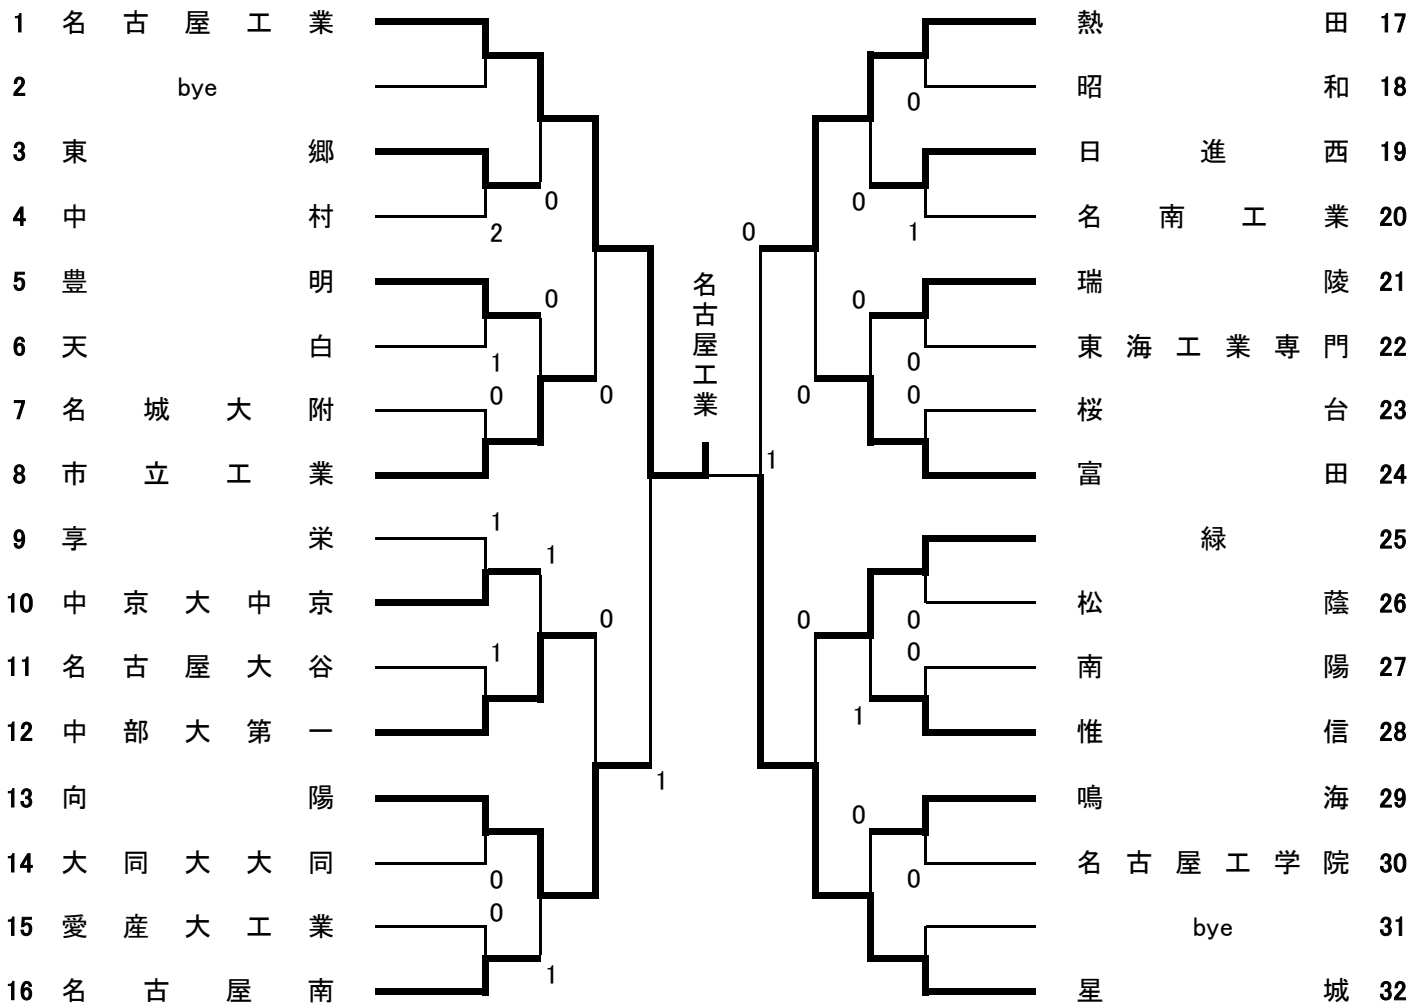 1 名古屋工業
2 bye
3 東郷
0
4 中村
2
5 豊明
0
6 天白
1
7 名城大附
0
0
8 市立工業
9 享栄
1
1
10 中京大中京
0
11 名古屋大谷
1
12 中部大第一
13 向陽
1
14 大同大大同
0
15 愛産大工業
0
16 名古屋南
1
名古屋工業
熱田 17
昭和 18
0
日進西 19
0
名南工業 20
1
0
瑞陵 21
0
東海工業専門 22
0
桜台 23
0
0
富田 24
1
緑 25
松蔭 26
0
0
南陽 27
0
惟信 28
1
鳴海 29
0
名古屋工学院 30
0
bye 31
星城 32